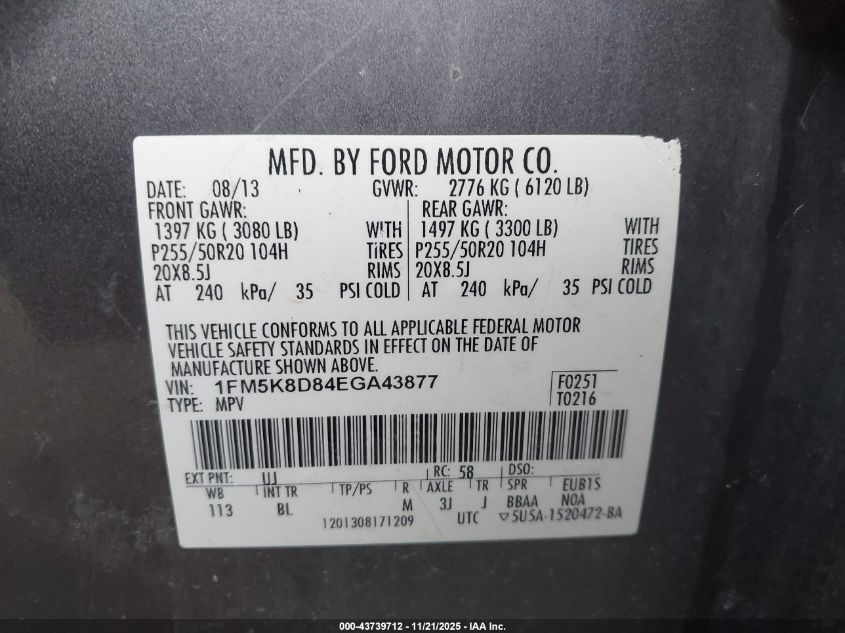 MFD. BY FORD MOTOR CO.
DATE: 08/13 GVWR: 2776 KG ( 6120 LB)
FRONT GAWR: REAR GAWR:
1397 KG ( 3080 LB) WITH 1497 KG ( 3300 LB) WITH
P255/50R20 104H TIRES P255/50R20 104H TIRES
20X8.5J RIMS 20X8.5J RIMS
AT 240 kPa/ 35 PSI COLD AT 240 kPa/ 35 PSI COLD
THIS VEHICLE CONFORMS TO ALL APPLICABLE FEDERAL MOTOR
VEHICLE SAFETY STANDARDS IN EFFECT ON THE DATE OF
MANUFACTURE SHOWN ABOVE.
VIN: 1FM5K8D84EGA43877 F0251
TYPE: MPV T0216
EXT PNT: UJ RC: 58 DSO:
WB INT TR TP/PS R AXLE TR SPR EUB1S
113 BL M 3J J BBAA NOA
1201308171209 UTC ▽5U5A-1520472-BA
000-43739712 — 11/21/2025 — IAA Inc.